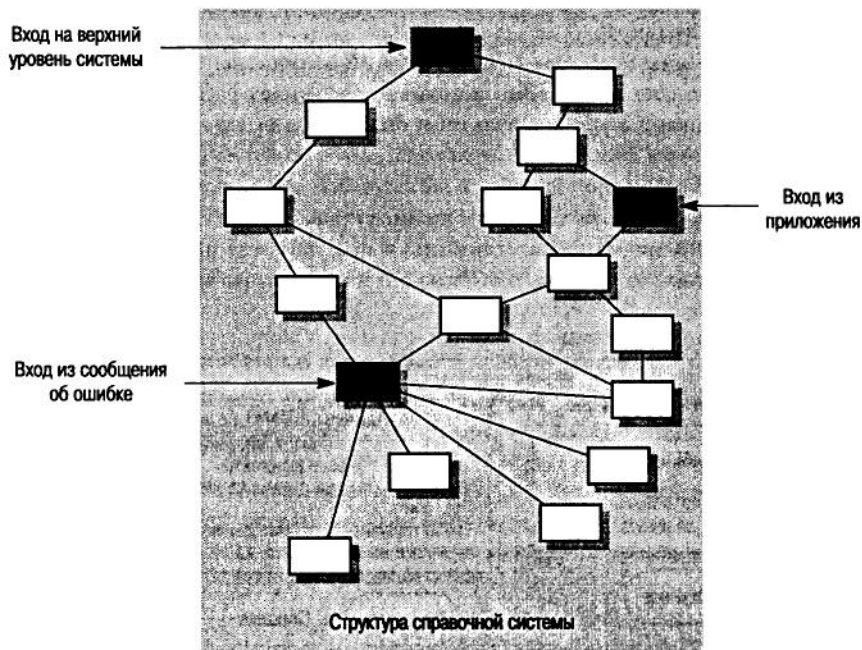 Вход на верхний
уровень системы
Вход из
приложения
Вход из сообщения
об ошибке
Структура справочной системы